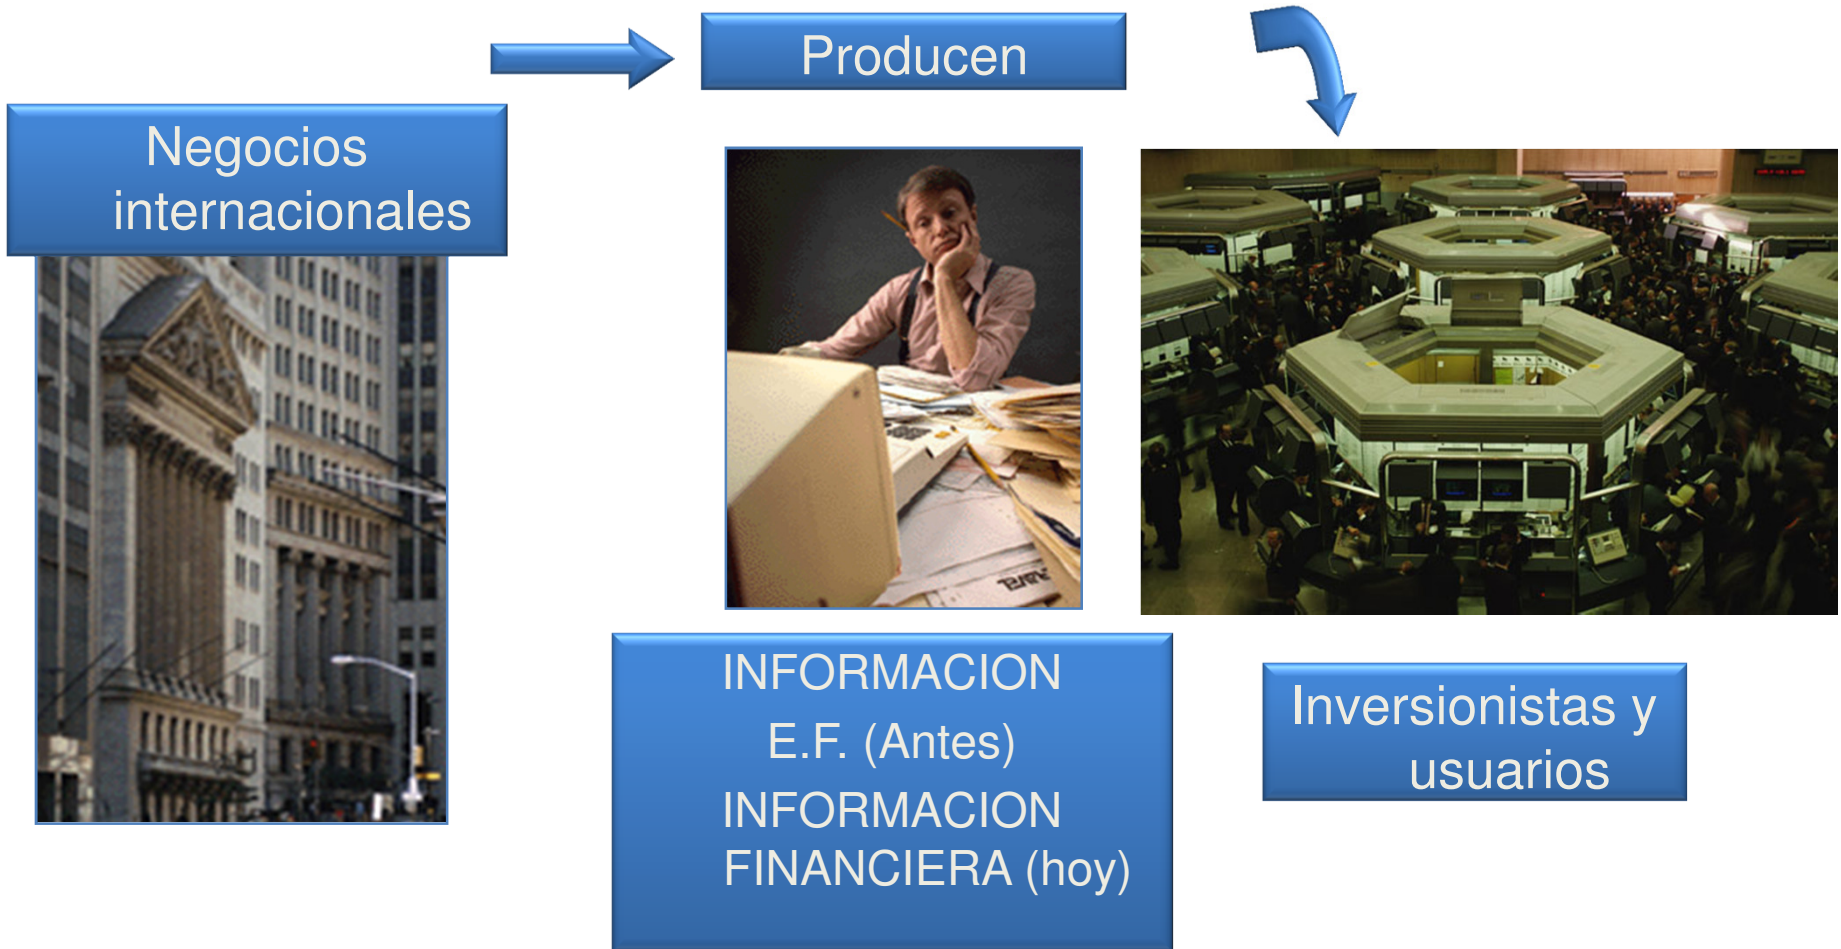 Producen
Negocios
internacionales
INFORMACION
E.F. (Antes)
INFORMACION
FINANCIERA (hoy)
Inversionistas y
usuarios